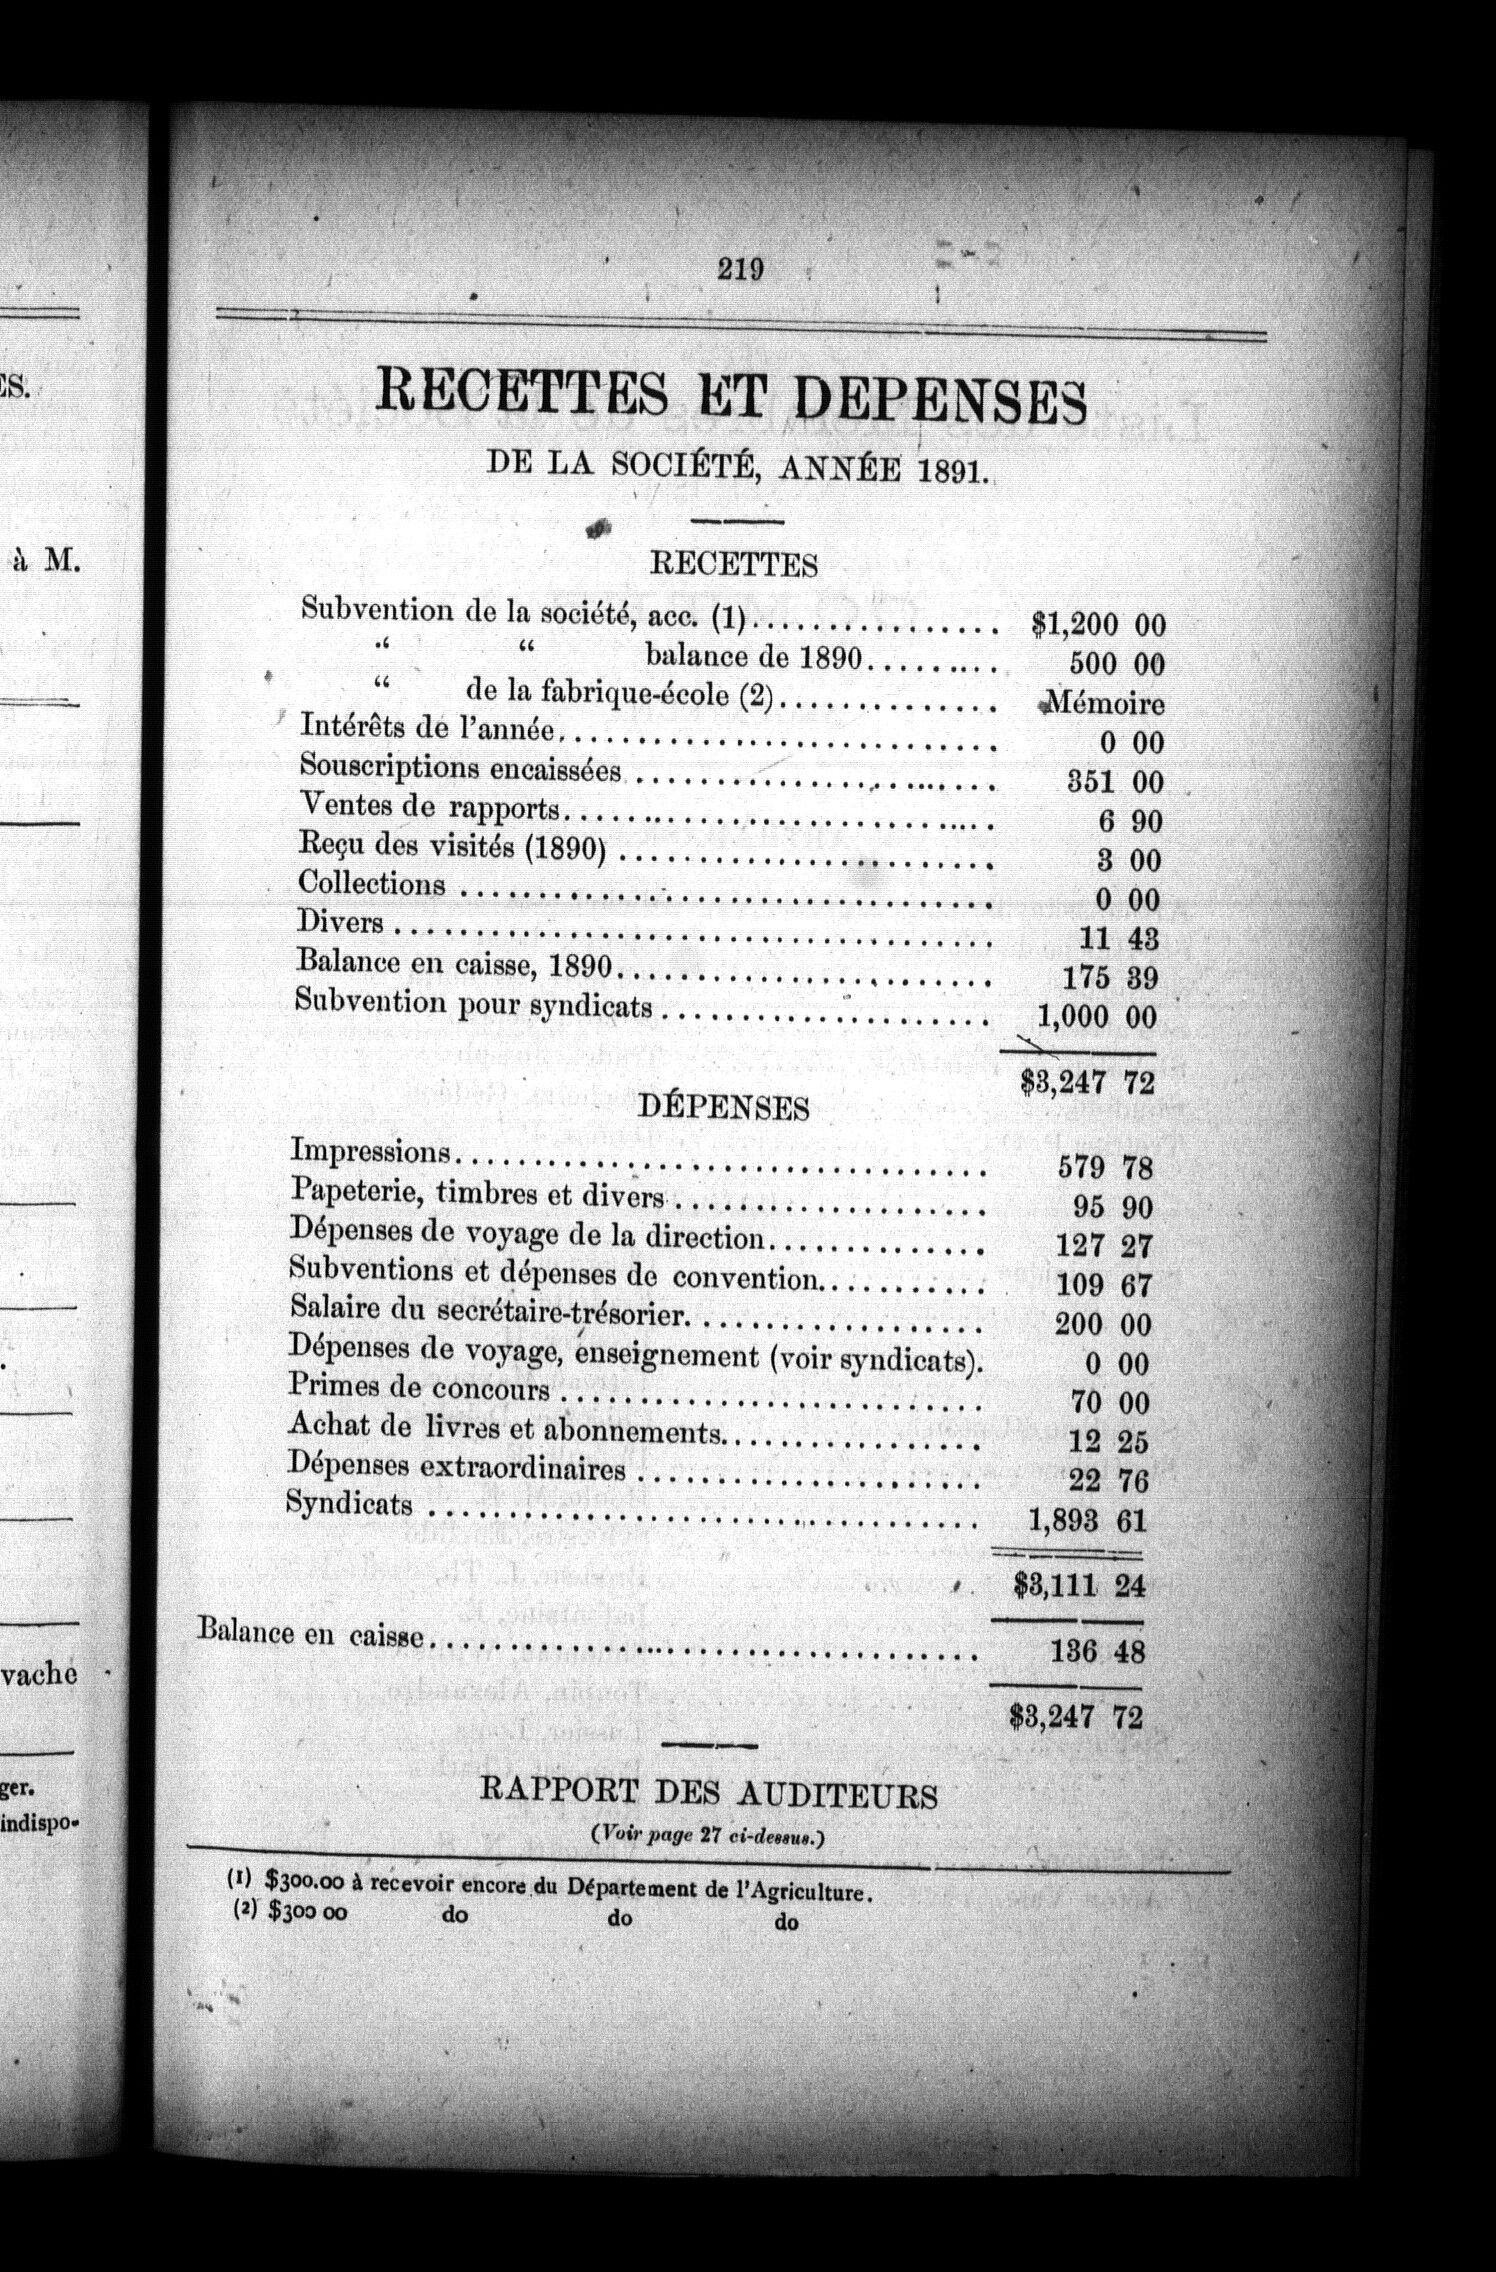 ES.
à M.
vache
ger.
indispo-
219
RECETTES ET DEPENSES
DE LA SOCIÉTÉ, ANNÉE 1891.
RECETTES
Subvention de la société, acc. (1)................ $1,200 00
“ “ balance de 1890......... 500 00
“ de la fabrique-école (2).............. Mémoire
Intérêts de l'année............................ 0 00
Souscriptions encaissées ....................... 351 00
Ventes de rapports............................ 6 90
Reçu des visités (1890) ........................ 3 00
Collections .................................. 0 00
Divers ...................................... 11 43
Balance en caisse, 1890........................ 175 39
Subvention pour syndicats ..................... 1,000 00
$3,247 72
DÉPENSES
Impressions.................................. 579 78
Papeterie, timbres et divers .................... 95 90
Dépenses de voyage de la direction.............. 127 27
Subventions et dépenses de convention........... 109 67
Salaire du secrétaire-trésorier................... 200 00
Dépenses de voyage, enseignement (voir syndicats). 0 00
Primes de concours ........................... 70 00
Achat de livres et abonnements................. 12 25
Dépenses extraordinaires ...................... 22 76
Syndicats ................................... 1,893 61
$3,111 24
Balance en caisse................................... 136 48
$3,247 72
RAPPORT DES AUDITEURS
(Voir page 27 ci-dessus.)
(1) $300.00 à recevoir encore du Département de l'Agriculture.
(2) $300 00 do do do